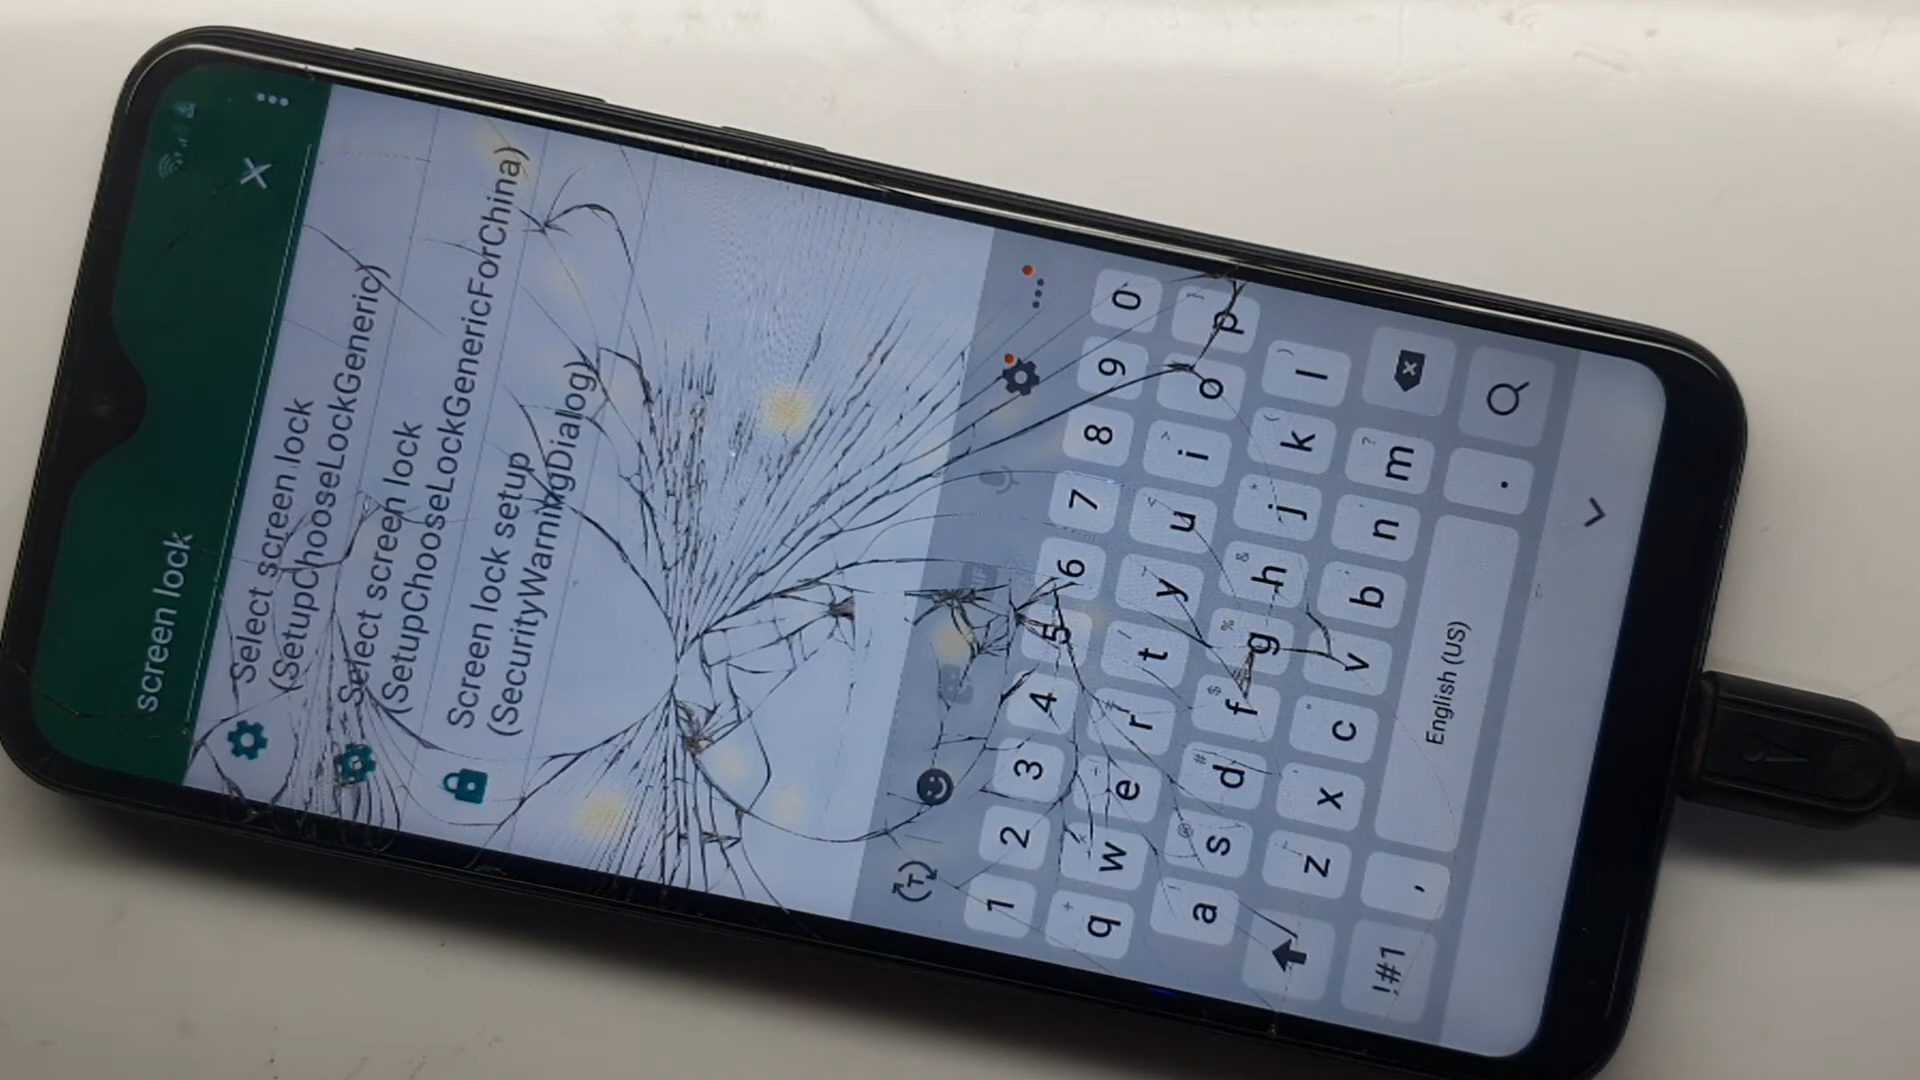 screen lock
Select screen lock
(SetupChooseLockGeneric)
Select screen lock
(SetupChooseLockGenericForChina)
Screen lock setup
(SecurityWarningDialog)
1 2 3 4 5 6 7 8 9 0
q w e r t y u i o p
a s d f g h j k l
z x c v b n m
!#1 , English (US) .